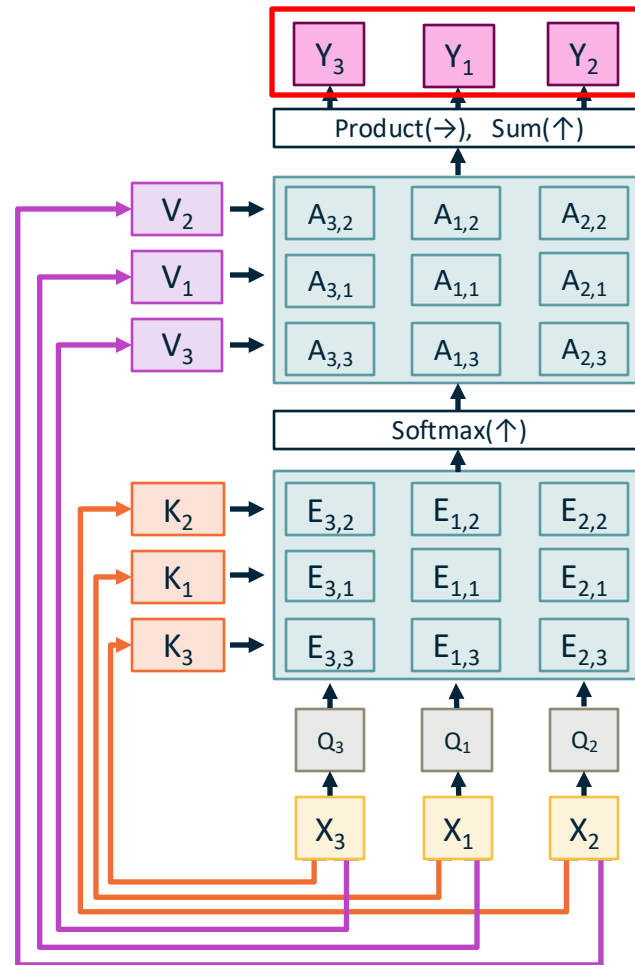 Y₃ Y₁ Y₂
Product(→), Sum(↑)
V₂ A₃,₂ A₁,₂ A₂,₂
V₁ A₃,₁ A₁,₁ A₂,₁
V₃ A₃,₃ A₁,₃ A₂,₃
Softmax(↑)
K₂ E₃,₂ E₁,₂ E₂,₂
K₁ E₃,₁ E₁,₁ E₂,₁
K₃ E₃,₃ E₁,₃ E₂,₃
Q₃ Q₁ Q₂
X₃ X₁ X₂